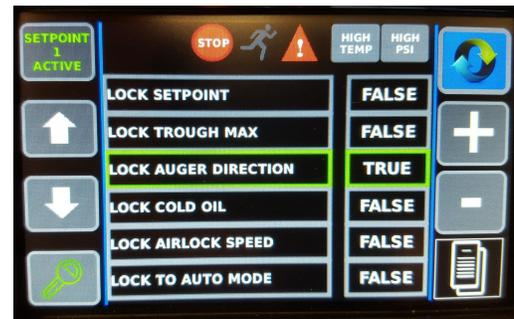 SETPOINT
1
ACTIVE
STOP
HIGH
TEMP
HIGH
PSI
LOCK SETPOINT
FALSE
LOCK TROUGH MAX
FALSE
LOCK AUGER DIRECTION
TRUE
LOCK COLD OIL
FALSE
LOCK AIRLOCK SPEED
FALSE
LOCK TO AUTO MODE
FALSE